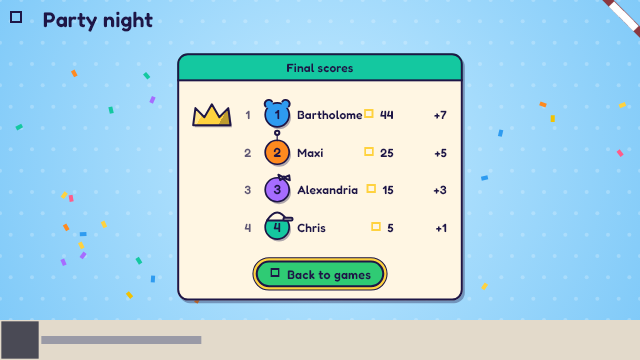 Party night
Final scores
1 1 Bartholome 44 +7
2 2 Maxi 25 +5
3 3 Alexandria 15 +3
4 4 Chris 5 +1
Back to games